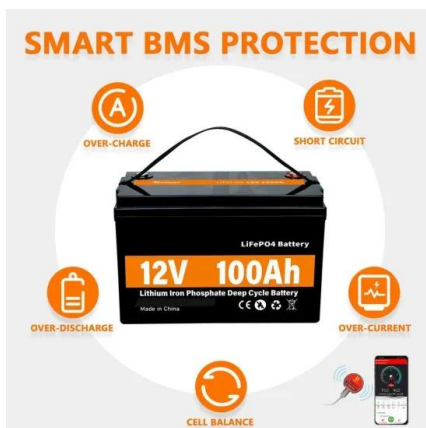 SMART BMS PROTECTION
A
OVER-CHARGE
SHORT CIRCUIT
LiFePO4 Battery
12V 100Ah
Lithium Iron Phosphate Deep Cycle Battery
Made in China
CE
OVER-DISCHARGE
OVER-CURRENT
CELL BALANCE